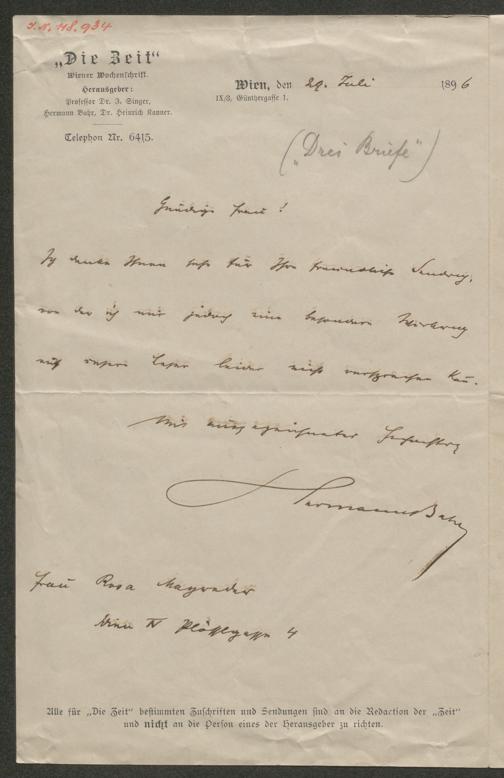 J.N. 118.934
„Die Zeit“
Wiener Wochenschrift.
Herausgeber:
Professor Dr. J. Singer,
Hermann Bahr, Dr. Heinrich Kanner.
Telephon Nr. 6415.
Wien, den 29. Juli 1896
IX/3, Günthergasse 1.
(„Drei Briefe“)
Gnädige Frau!
Ich danke Ihnen sehr für Ihre freundliche Sendung,
von der ich mir jedoch eine besondere Wirkung
auf unsere Leser leider nicht versprechen kann.
Mit ausgezeichneter Hochachtung
HermannBahr
Frau Rosa Mayreder
Wien IV Plösslgasse 4
Alle für „Die Zeit“ bestimmten Zuschriften und Sendungen sind an die Redaction der „Zeit“
und nicht an die Person eines der Herausgeber zu richten.